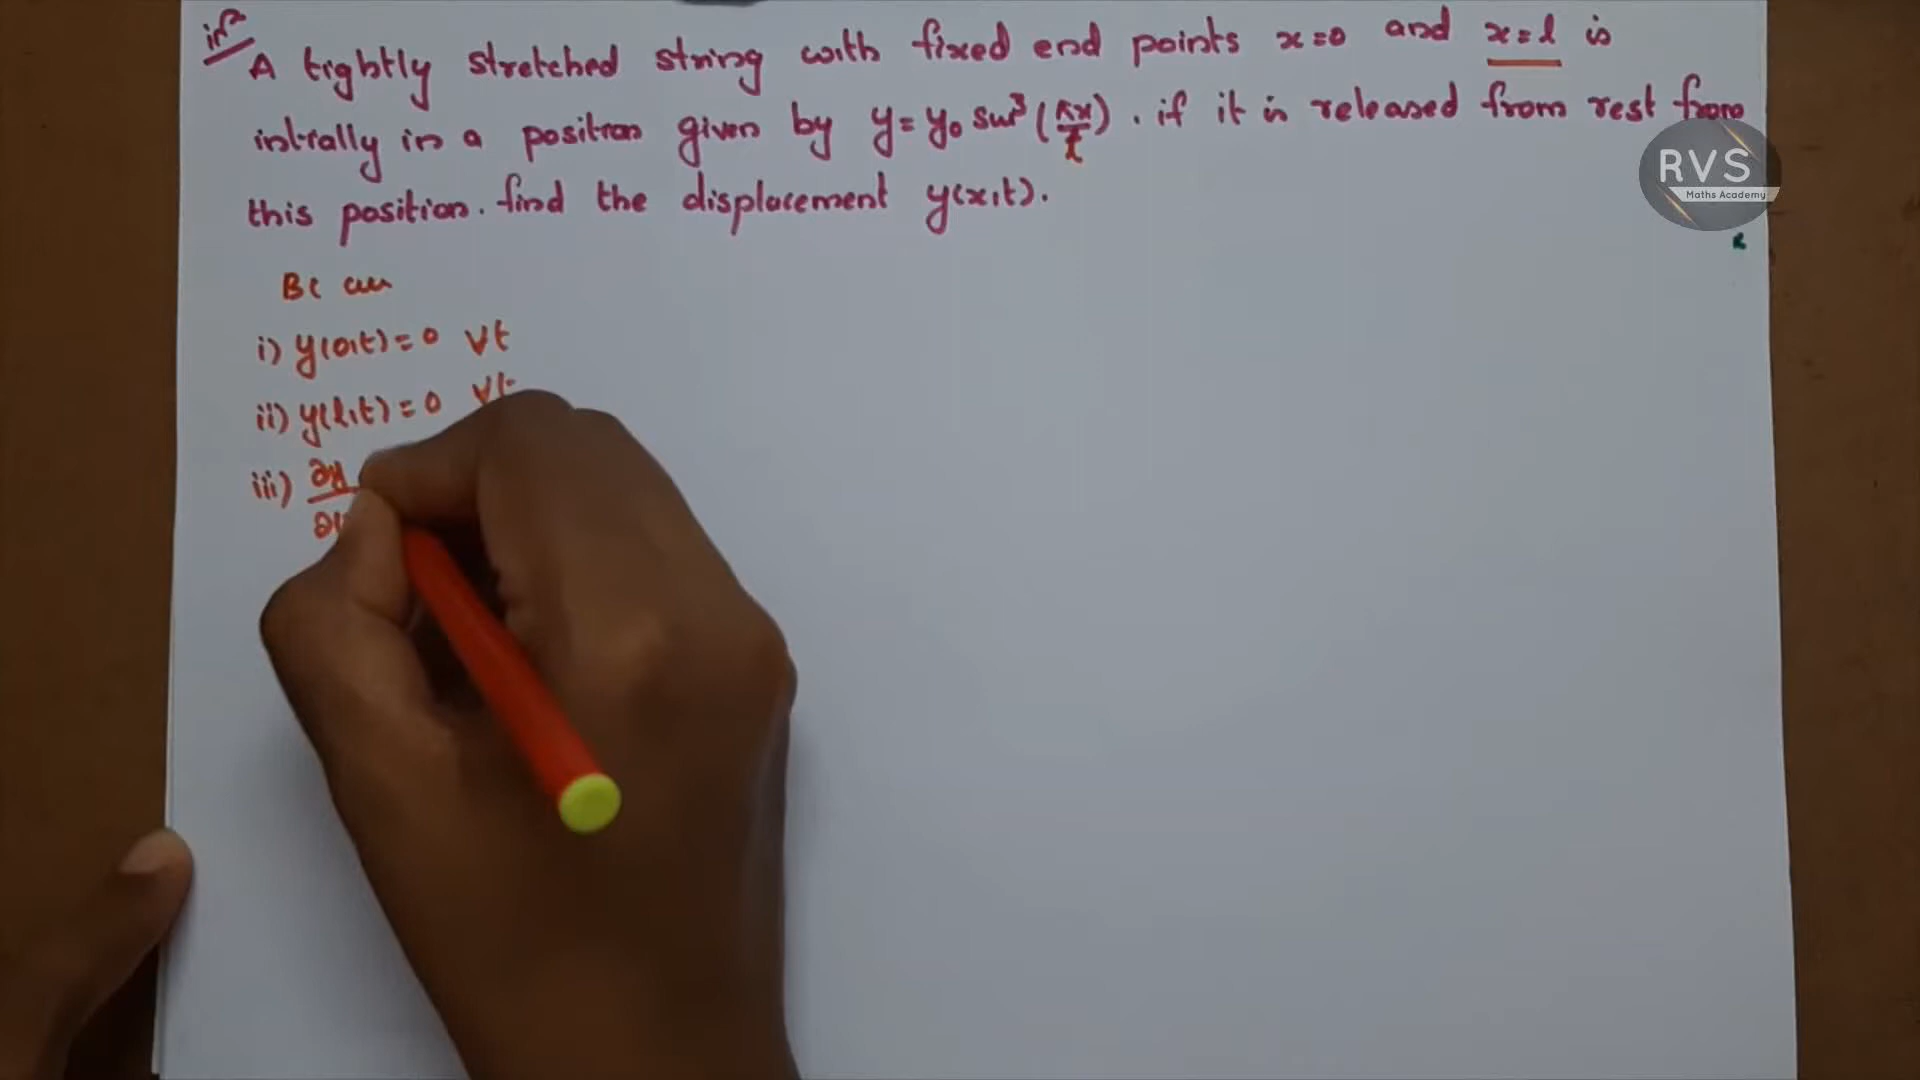 imp
A tightly stretched string with fixed end points x=0 and x=l is
initially in a position given by y=y₀ sin³(πx/l). if it is released from rest from
this position. find the displacement y(x,t).
RVS
Maths Academy
BC are
i) y(0,t)=0 ∀t
ii) y(l,t)=0 ∀t
iii) ∂y/∂t